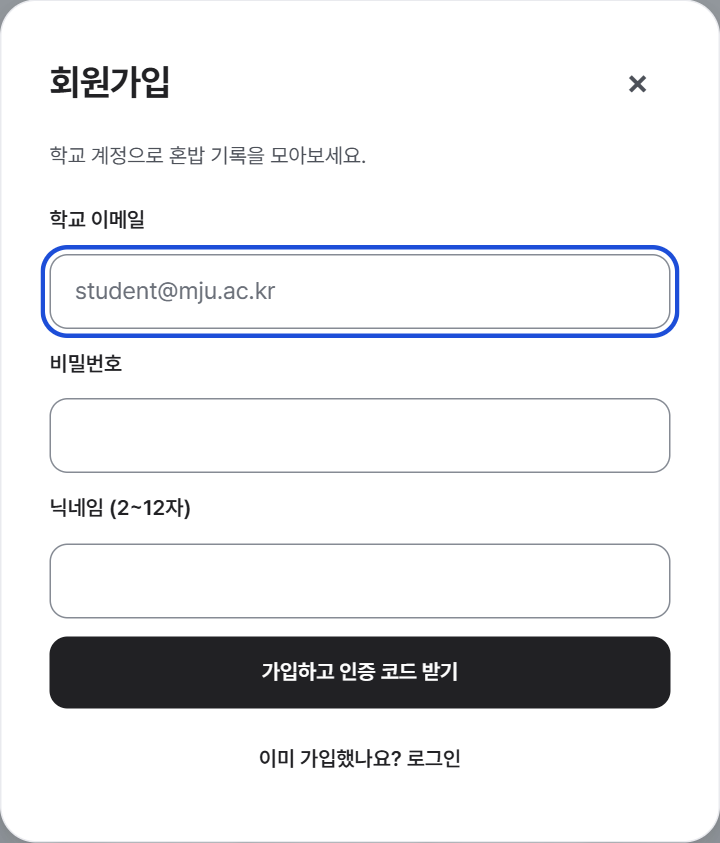 회원가입
×
학교 계정으로 혼밥 기록을 모아보세요.
학교 이메일
student@mju.ac.kr
비밀번호
닉네임 (2~12자)
가입하고 인증 코드 받기
이미 가입했나요? 로그인